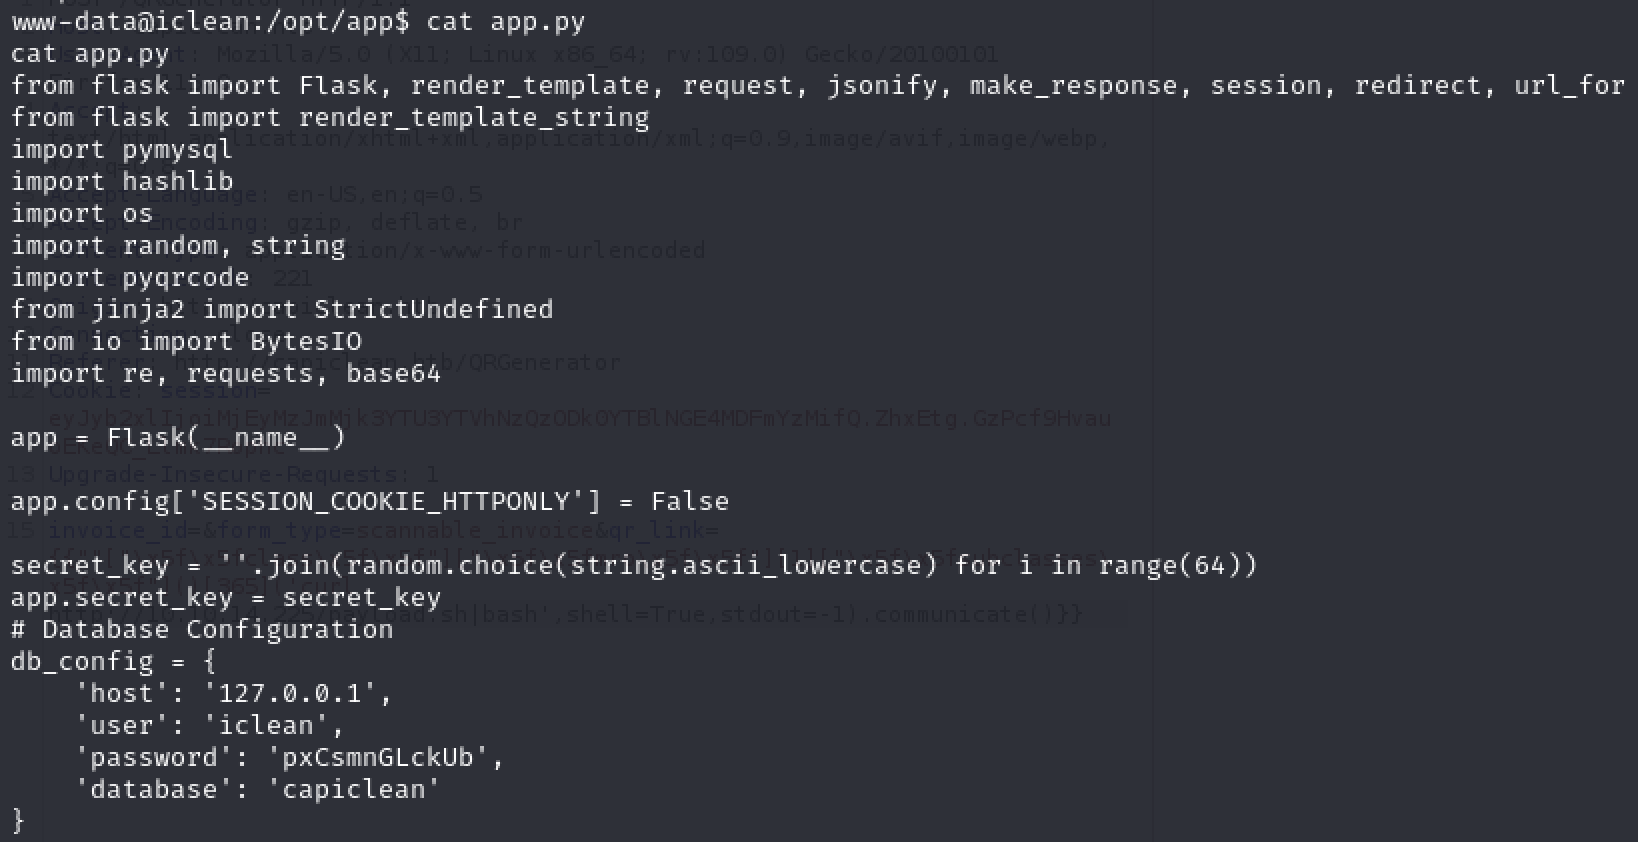 www-data@iclean:/opt/app$ cat app.py
cat app.py
from flask import Flask, render_template, request, jsonify, make_response, session, redirect, url_for
from flask import render_template_string
import pymysql
import hashlib
import os
import random, string
import pyqrcode
from jinja2 import StrictUndefined
from io import BytesIO
import re, requests, base64

app = Flask(__name__)

app.config['SESSION_COOKIE_HTTPONLY'] = False

secret_key = ''.join(random.choice(string.ascii_lowercase) for i in range(64))
app.secret_key = secret_key
# Database Configuration
db_config = {
    'host': '127.0.0.1',
    'user': 'iclean',
    'password': 'pxCsmnGLckUb',
    'database': 'capiclean'
}